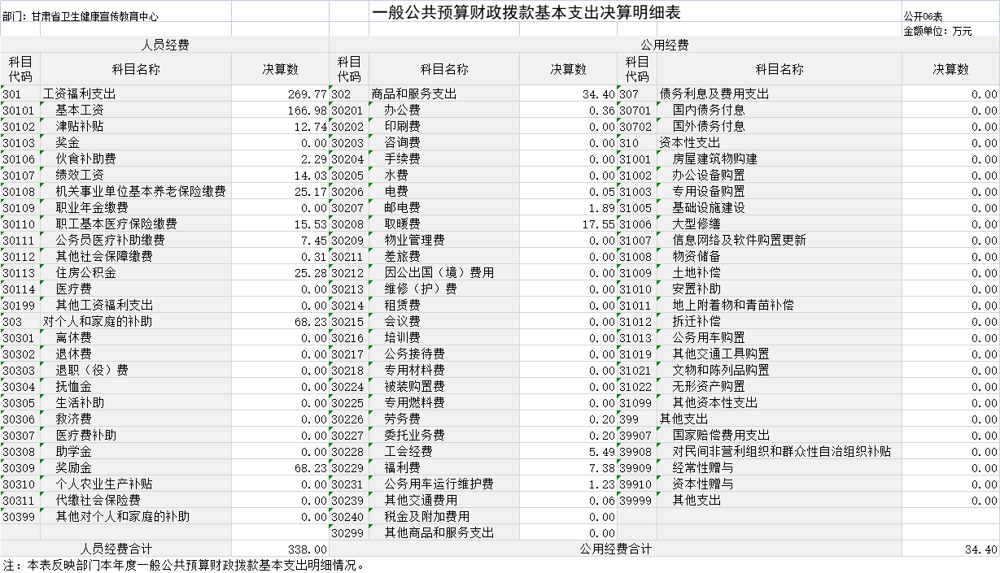 一般公共预算财政拨款基本支出决算明细表
部门：甘肃省卫生健康宣传教育中心 公开06表
金额单位：万元
人员经费 公用经费
科目代码 科目名称 决算数 科目代码 科目名称 决算数 科目代码 科目名称 决算数
301 工资福利支出 269.77 302 商品和服务支出 34.40 307 债务利息及费用支出 0.00
30101 基本工资 166.98 30201 办公费 0.36 30701 国内债务付息 0.00
30102 津贴补贴 12.74 30202 印刷费 0.00 30702 国外债务付息 0.00
30103 奖金 0.00 30203 咨询费 0.00 310 资本性支出 0.00
30106 伙食补助费 2.29 30204 手续费 0.00 31001 房屋建筑物购建 0.00
30107 绩效工资 14.03 30205 水费 0.00 31002 办公设备购置 0.00
30108 机关事业单位基本养老保险缴费 25.17 30206 电费 0.05 31003 专用设备购置 0.00
30109 职业年金缴费 0.00 30207 邮电费 1.89 31005 基础设施建设 0.00
30110 职工基本医疗保险缴费 15.53 30208 取暖费 17.55 31006 大型修缮 0.00
30111 公务员医疗补助缴费 7.45 30209 物业管理费 0.00 31007 信息网络及软件购置更新 0.00
30112 其他社会保障缴费 0.31 30211 差旅费 0.00 31008 物资储备 0.00
30113 住房公积金 25.28 30212 因公出国（境）费用 0.00 31009 土地补偿 0.00
30114 医疗费 0.00 30213 维修（护）费 0.00 31010 安置补助 0.00
30199 其他工资福利支出 0.00 30214 租赁费 0.00 31011 地上附着物和青苗补偿 0.00
303 对个人和家庭的补助 68.23 30215 会议费 0.00 31012 拆迁补偿 0.00
30301 离休费 0.00 30216 培训费 0.00 31013 公务用车购置 0.00
30302 退休费 0.00 30217 公务接待费 0.00 31019 其他交通工具购置 0.00
30303 退职（役）费 0.00 30218 专用材料费 0.00 31021 文物和陈列品购置 0.00
30304 抚恤金 0.00 30224 被装购置费 0.00 31022 无形资产购置 0.00
30305 生活补助 0.00 30225 专用燃料费 0.00 31099 其他资本性支出 0.00
30306 救济费 0.00 30226 劳务费 0.20 399 其他支出 0.00
30307 医疗费补助 0.00 30227 委托业务费 0.20 39907 国家赔偿费用支出 0.00
30308 助学金 0.00 30228 工会经费 5.49 39908 对民间非营利组织和群众性自治组织补贴 0.00
30309 奖励金 68.23 30229 福利费 7.38 39909 经常性赠与 0.00
30310 个人农业生产补贴 0.00 30231 公务用车运行维护费 1.23 39910 资本性赠与 0.00
30311 代缴社会保险费 0.00 30239 其他交通费用 0.06 39999 其他支出 0.00
30399 其他对个人和家庭的补助 0.00 30240 税金及附加费用 0.00
30299 其他商品和服务支出 0.00
人员经费合计 338.00 公用经费合计 34.40
注：本表反映部门本年度一般公共预算财政拨款基本支出明细情况。